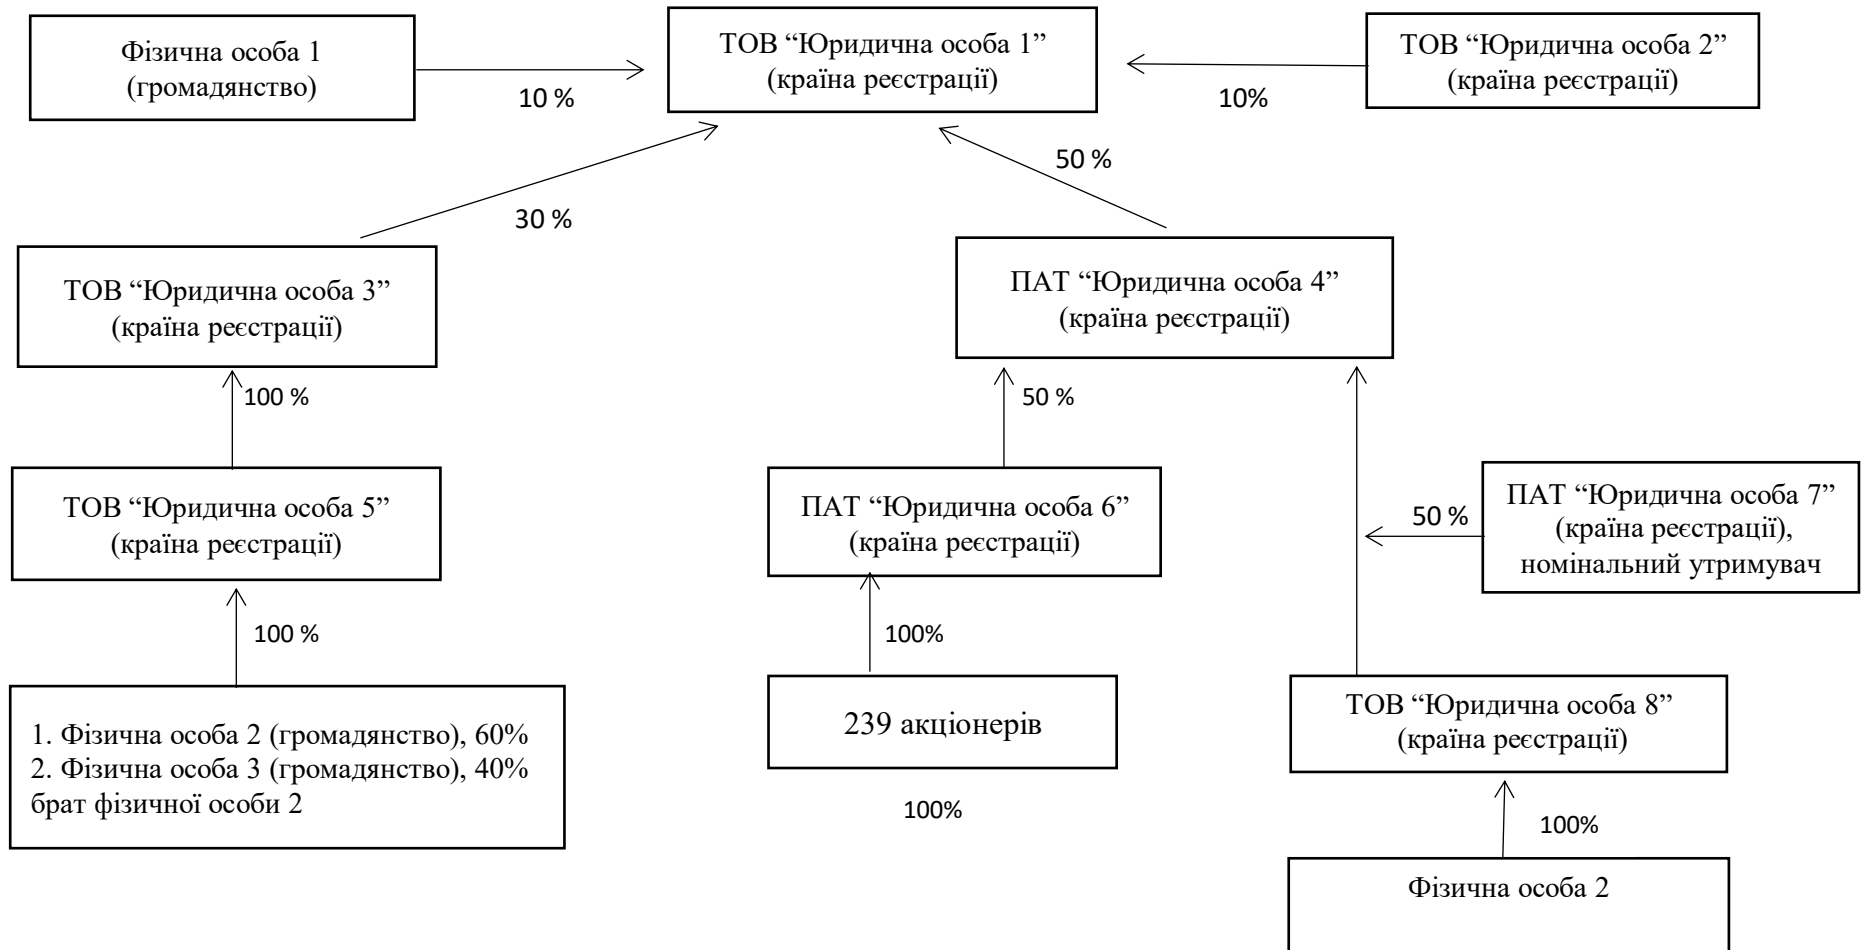 Фізична особа 1
(громадянство)
ТОВ “Юридична особа 1”
(країна реєстрації)
ТОВ “Юридична особа 2”
(країна реєстрації)
10 %
10%
50 %
30 %
ТОВ “Юридична особа 3”
(країна реєстрації)
ПАТ “Юридична особа 4”
(країна реєстрації)
100 %
50 %
ТОВ “Юридична особа 5”
(країна реєстрації)
ПАТ “Юридична особа 6”
(країна реєстрації)
50 %
ПАТ “Юридична особа 7”
(країна реєстрації),
номінальний утримувач
100 %
100%
1. Фізична особа 2 (громадянство), 60%
2. Фізична особа 3 (громадянство), 40%
брат фізичної особи 2
239 акціонерів
ТОВ “Юридична особа 8”
(країна реєстрації)
100%
100%
Фізична особа 2